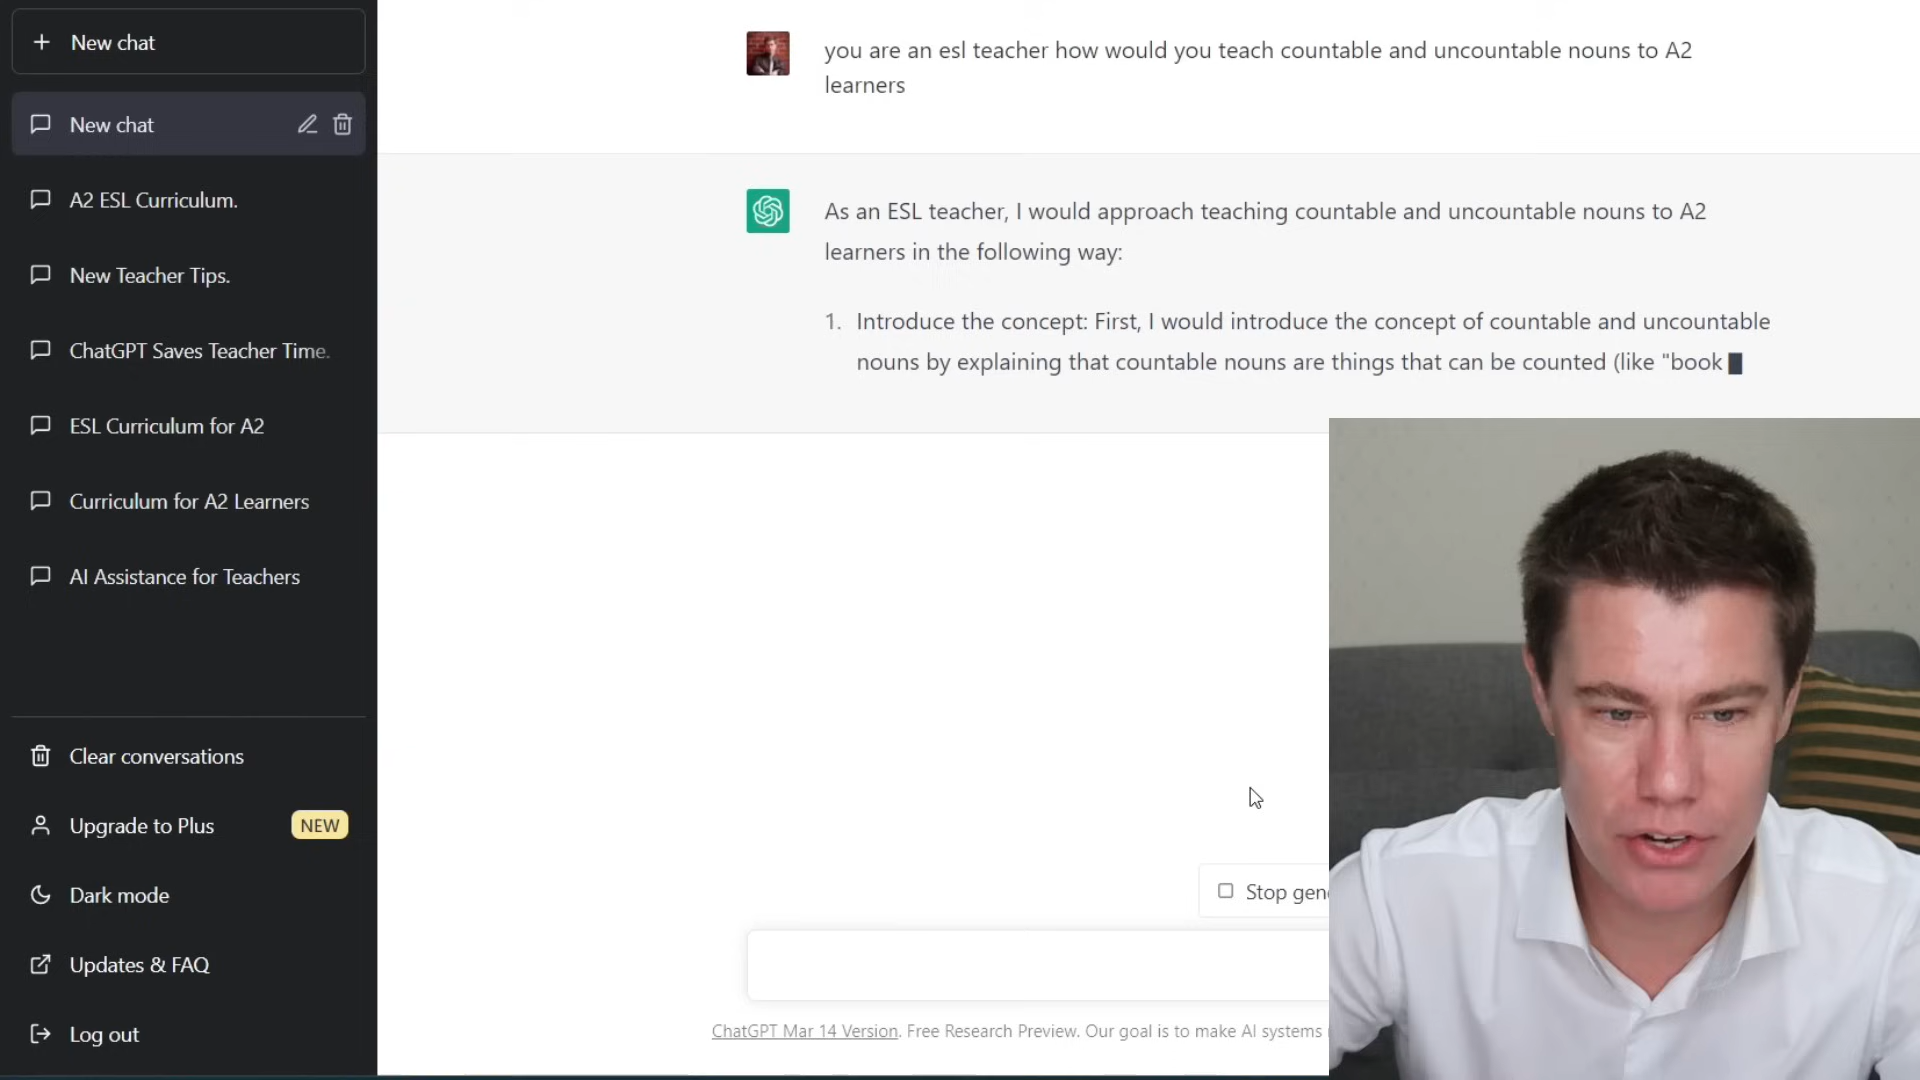 New chat
New chat
A2 ESL Curriculum.
New Teacher Tips.
ChatGPT Saves Teacher Time.
ESL Curriculum for A2
Curriculum for A2 Learners
AI Assistance for Teachers
Clear conversations
Upgrade to Plus NEW
Dark mode
Updates & FAQ
Log out
you are an esl teacher how would you teach countable and uncountable nouns to A2
learners
As an ESL teacher, I would approach teaching countable and uncountable nouns to A2
learners in the following way:
1. Introduce the concept: First, I would introduce the concept of countable and uncountable
nouns by explaining that countable nouns are things that can be counted (like "book
Stop gen
ChatGPT Mar 14 Version. Free Research Preview. Our goal is to make AI systems